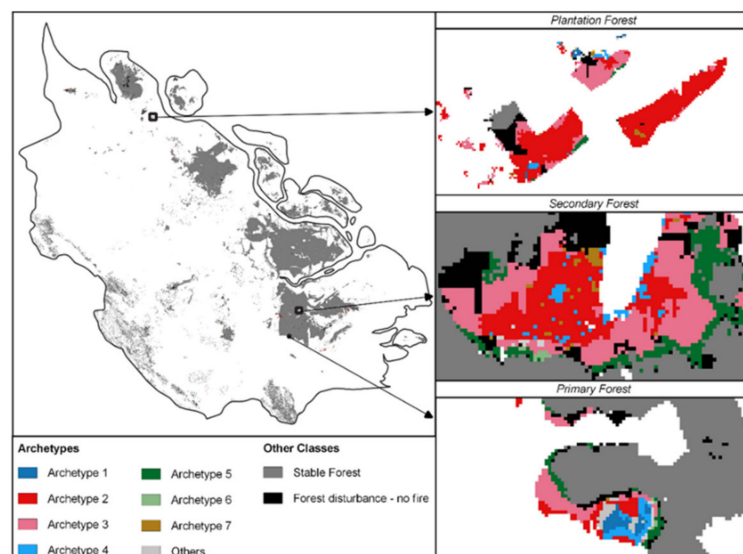 Plantation Forest
Secondary Forest
Primary Forest
Archetypes
Archetype 1
Archetype 2
Archetype 3
Archetype 4
Archetype 5
Archetype 6
Archetype 7
Others
Other Classes
Stable Forest
Forest disturbance - no fire